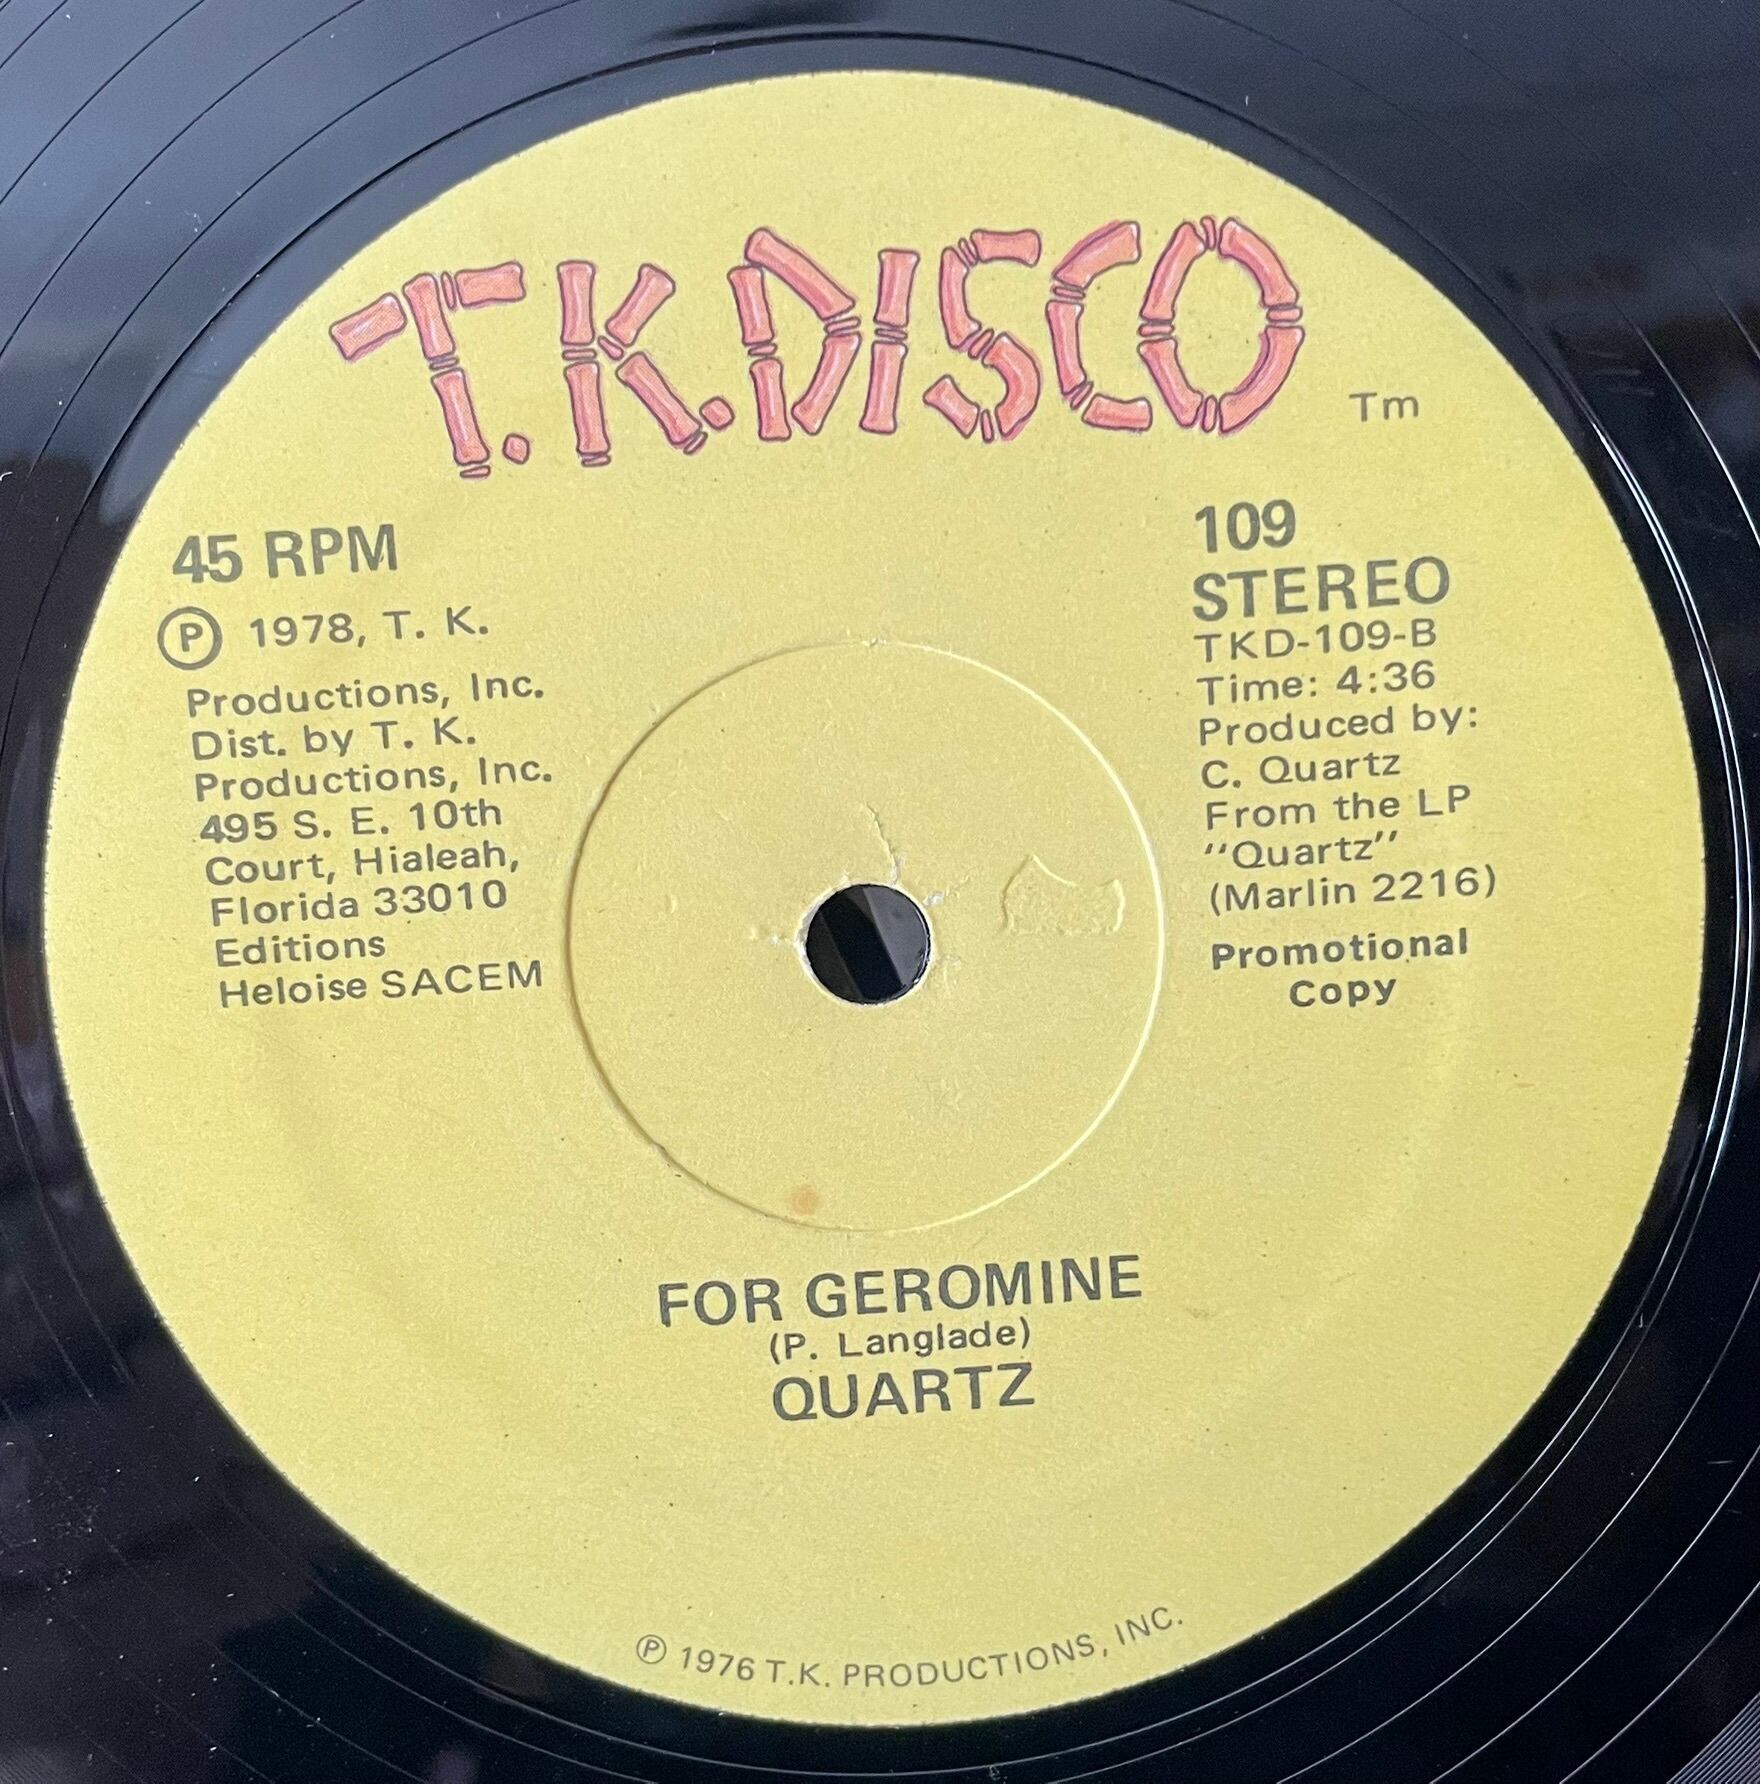 T.K.DISCO
Tm
45 RPM
Ⓟ 1978, T. K.
Productions, Inc.
Dist. by T. K.
Productions, Inc.
495 S. E. 10th
Court, Hialeah,
Florida 33010
Editions
Heloise SACEM
109
STEREO
TKD-109-B
Time: 4:36
Produced by:
C. Quartz
From the LP
"Quartz"
(Marlin 2216)
Promotional
Copy
FOR GEROMINE
(P. Langlade)
QUARTZ
Ⓟ 1976 T.K. PRODUCTIONS, INC.